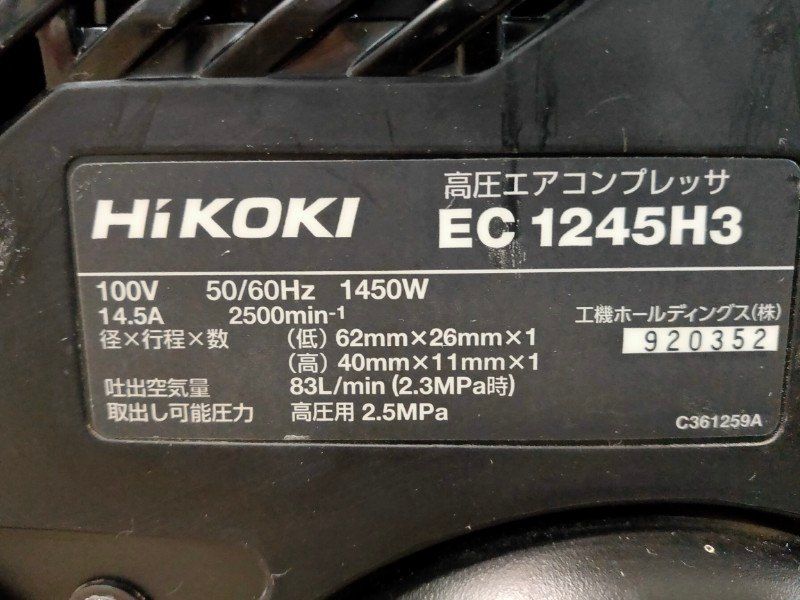 HiKOKI
高圧エアコンプレッサ
EC 1245H3
100V 50/60Hz 1450W
14.5A 2500min-1
工機ホールディングス(株)
径×行程×数 (低) 62mm×26mm×1
920352
(高) 40mm×11mm×1
吐出空気量 83L/min (2.3MPa時)
取出し可能圧力 高圧用 2.5MPa
C361259A